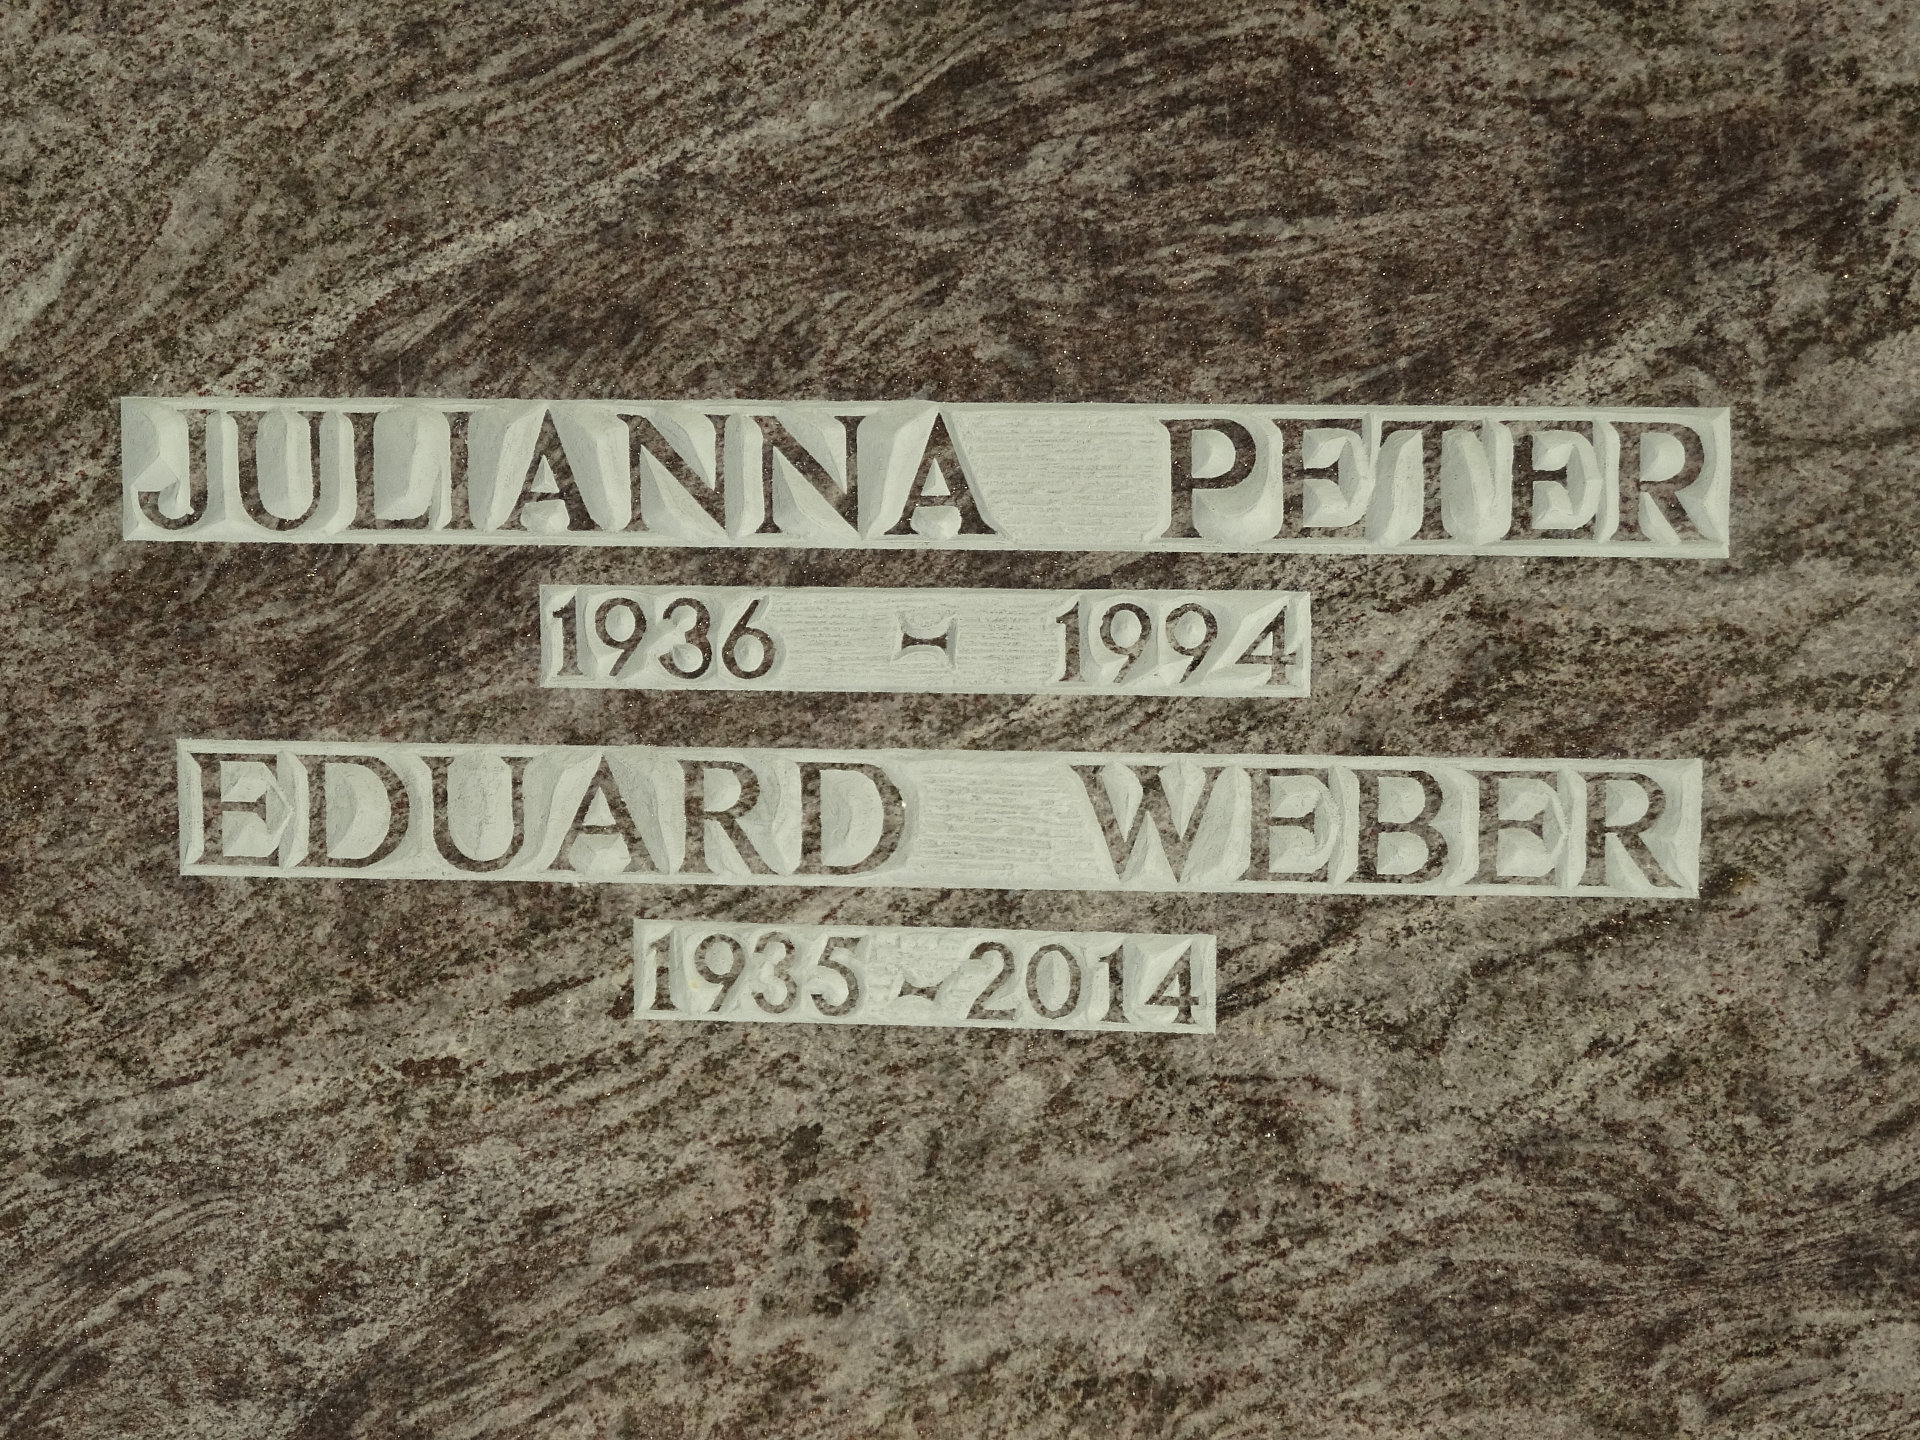 JULIANNA PETER
1936 - 1994
EDUARD WEBER
1935 - 2014